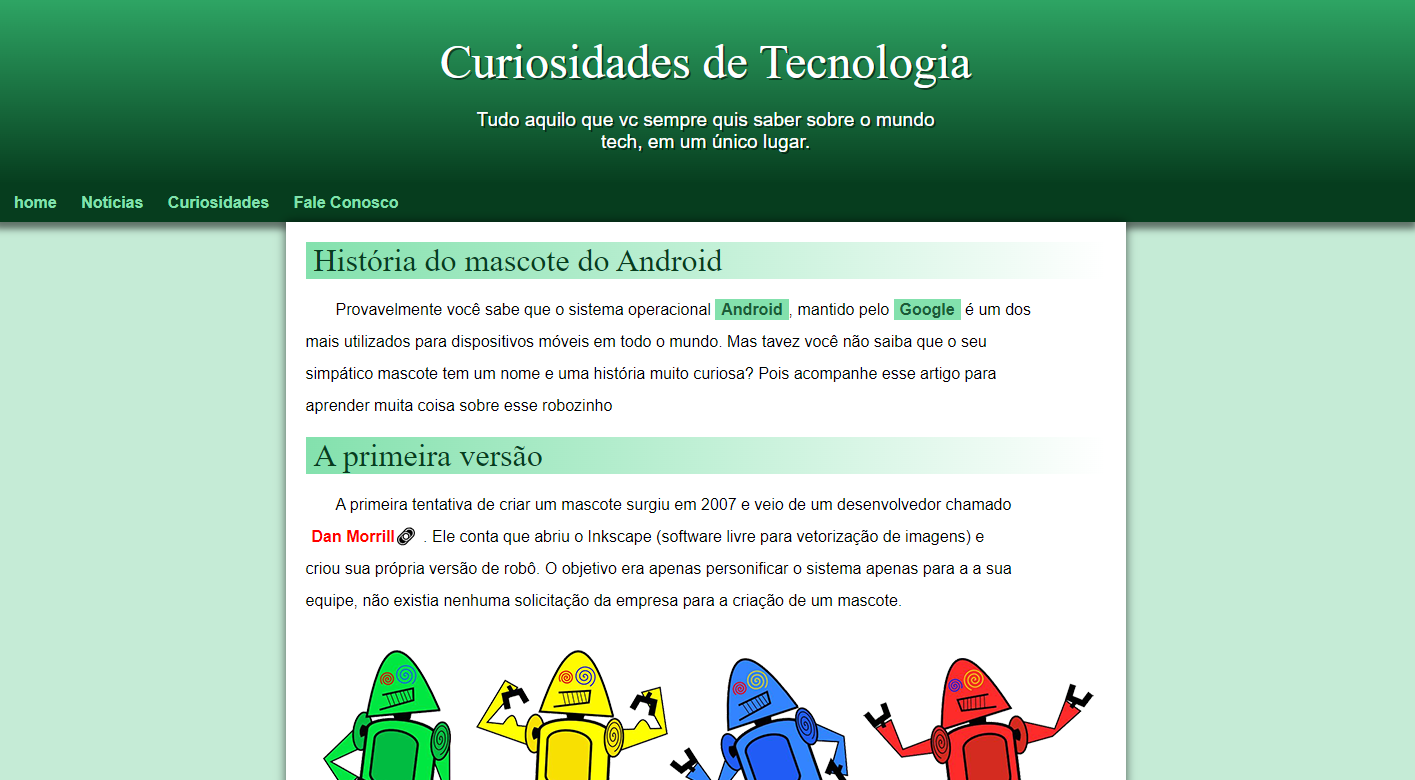 Curiosidades de Tecnologia
Tudo aquilo que vc sempre quis saber sobre o mundo
tech, em um único lugar.
home Notícias Curiosidades Fale Conosco
História do mascote do Android
Provavelmente você sabe que o sistema operacional Android, mantido pelo Google é um dos
mais utilizados para dispositivos móveis em todo o mundo. Mas tavez você não saiba que o seu
simpático mascote tem um nome e uma história muito curiosa? Pois acompanhe esse artigo para
aprender muita coisa sobre esse robozinho
A primeira versão
A primeira tentativa de criar um mascote surgiu em 2007 e veio de um desenvolvedor chamado
Dan Morrill . Ele conta que abriu o Inkscape (software livre para vetorização de imagens) e
criou sua própria versão de robô. O objetivo era apenas personificar o sistema apenas para a a sua
equipe, não existia nenhuma solicitação da empresa para a criação de um mascote.